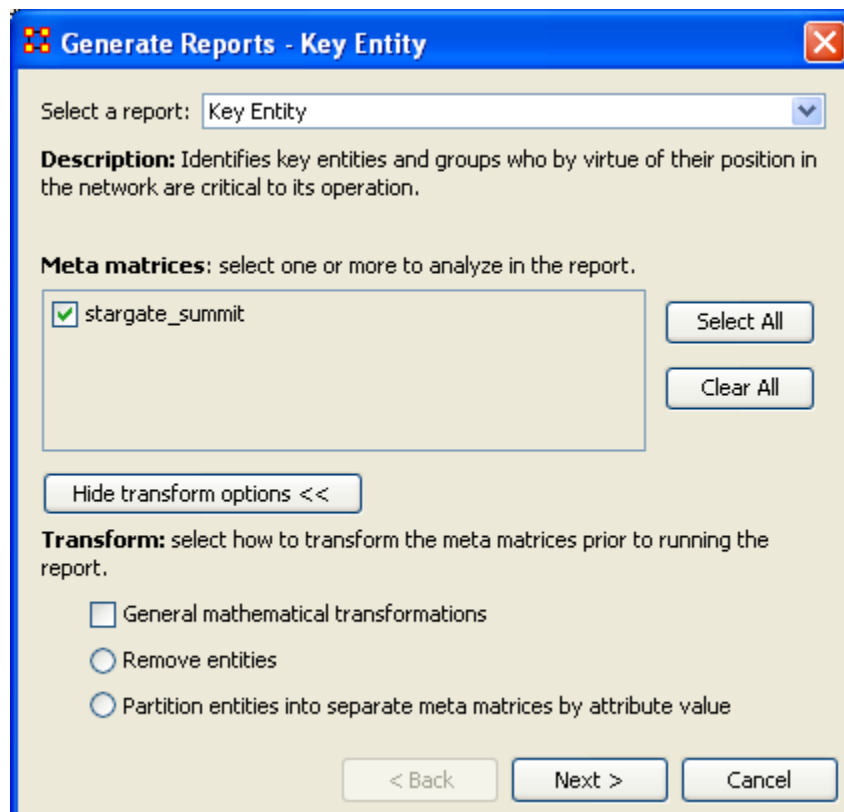 Generate Reports - Key Entity
Select a report: Key Entity
Description: Identifies key entities and groups who by virtue of their position in
the network are critical to its operation.
Meta matrices: select one or more to analyze in the report.
stargate_summit
Select All
Clear All
Hide transform options <<
Transform: select how to transform the meta matrices prior to running the
report.
General mathematical transformations
Remove entities
Partition entities into separate meta matrices by attribute value
< Back Next > Cancel